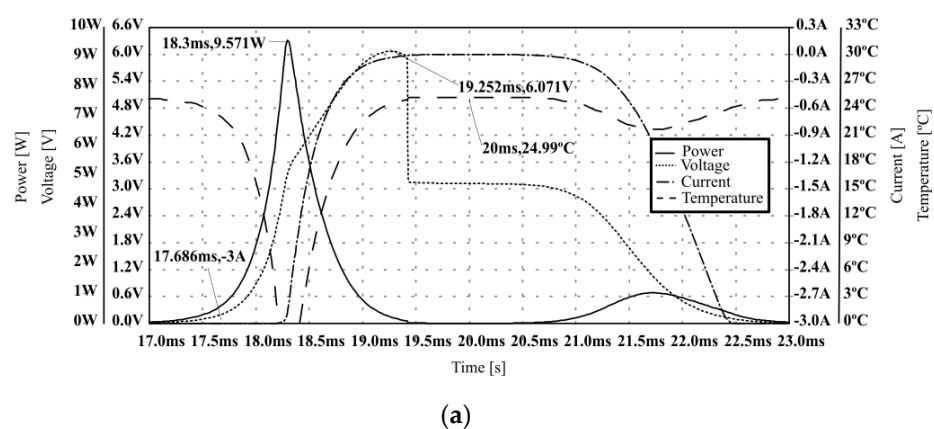 10W 6.6V 0.3A 33ºC
18.3ms,9.571W
9W 6.0V 0.0A 30ºC
8W 5.4V -0.3A 27ºC
19.252ms,6.071V
7W 4.8V -0.6A 24ºC
6W 4.2V -0.9A 21ºC
20ms,24.99ºC
5W 3.6V -1.2A 18ºC
Power
Voltage
Current
Temperature
4W 3.0V -1.5A 15ºC
3W 2.4V -1.8A 12ºC
2W 1.8V -2.1A 9ºC
17.686ms,-3A
1.2V -2.4A 6ºC
1W 0.6V -2.7A 3ºC
0W 0.0V -3.0A 0ºC
Power [W]
Voltage [V]
Current [A]
Temperature [ºC]
17.0ms 17.5ms 18.0ms 18.5ms 19.0ms 19.5ms 20.0ms 20.5ms 21.0ms 21.5ms 22.0ms 22.5ms 23.0ms
Time [s]
(a)